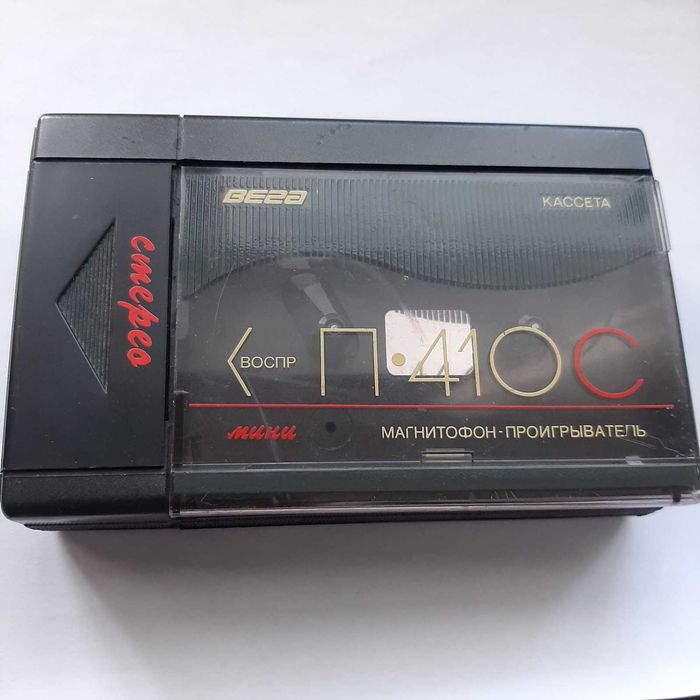 ВЕГА
КАССЕТА
стерео
ВОСПР
П·410С
мини
МАГНИТОФОН-ПРОИГРЫВАТЕЛЬ